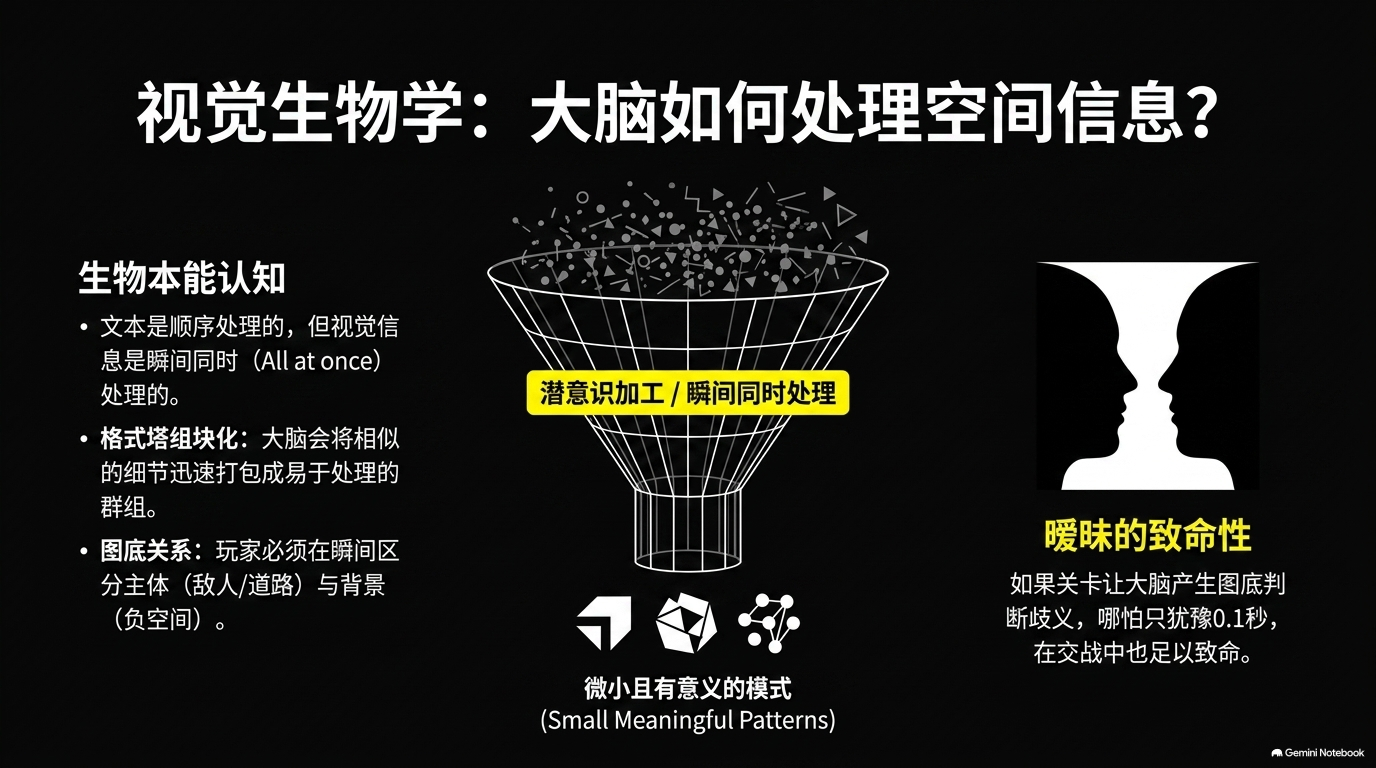 视觉生物学：大脑如何处理空间信息？
生物本能认知
• 文本是顺序处理的，但视觉信
息是瞬间同时（All at once）
处理的。
• 格式塔组块化：大脑会将相似
的细节迅速打包成易于处理的
群组。
• 图底关系：玩家必须在瞬间区
分主体（敌人/道路）与背景
（负空间）。
潜意识加工 / 瞬间同时处理
微小且有意义的模式
(Small Meaningful Patterns)
暧昧的致命性
如果关卡让大脑产生图底判
断歧义，哪怕只犹豫0.1秒，
在交战中也足以致命。
Gemini Notebook